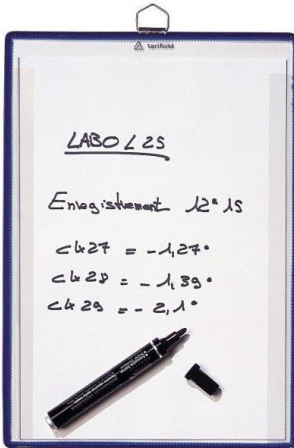 tarifold
LABO L25
Enregistrement 12h15
ch27 = -1,27°
ch28 = -1,39°
ch29 = -2,1°